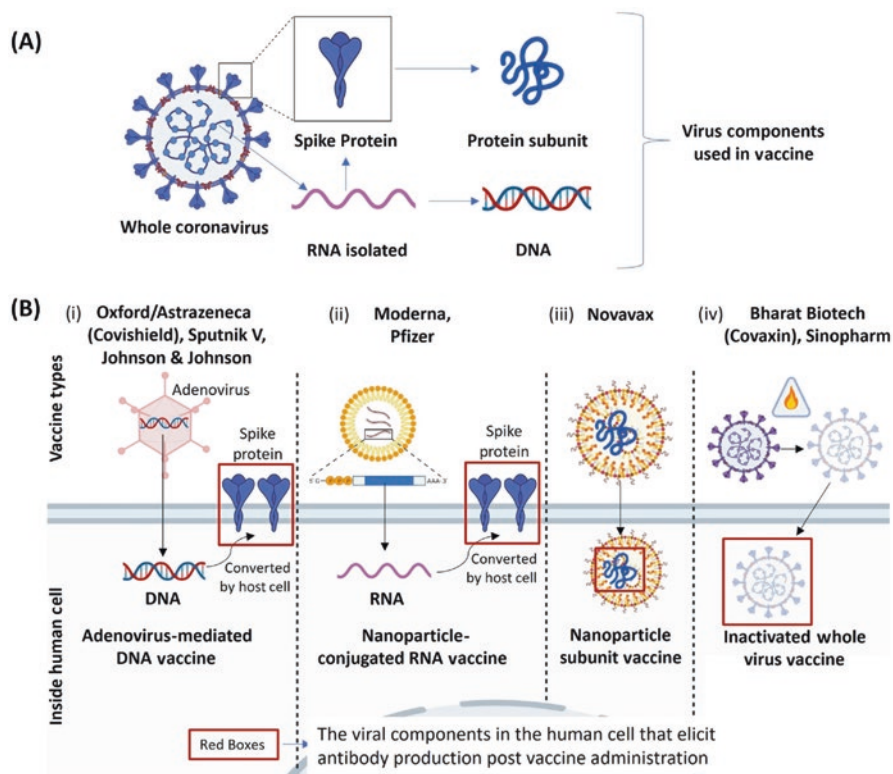 (A)
Spike Protein
Protein subunit
Virus components
used in vaccine
Whole coronavirus
RNA isolated
DNA
(B)
(i) Oxford/Astrazeneca
(Covishield), Sputnik V,
Johnson & Johnson
(ii) Moderna,
Pfizer
(iii) Novavax
(iv) Bharat Biotech
(Covaxin), Sinopharm
Vaccine types
Adenovirus
Spike
protein
Spike
protein
AAA-3'
Inside human cell
DNA
Converted
by host cell
Adenovirus-mediated
DNA vaccine
RNA
Converted
by host cell
Nanoparticle-
conjugated RNA vaccine
Nanoparticle
subunit vaccine
Inactivated whole
virus vaccine
Red Boxes
The viral components in the human cell that elicit
antibody production post vaccine administration